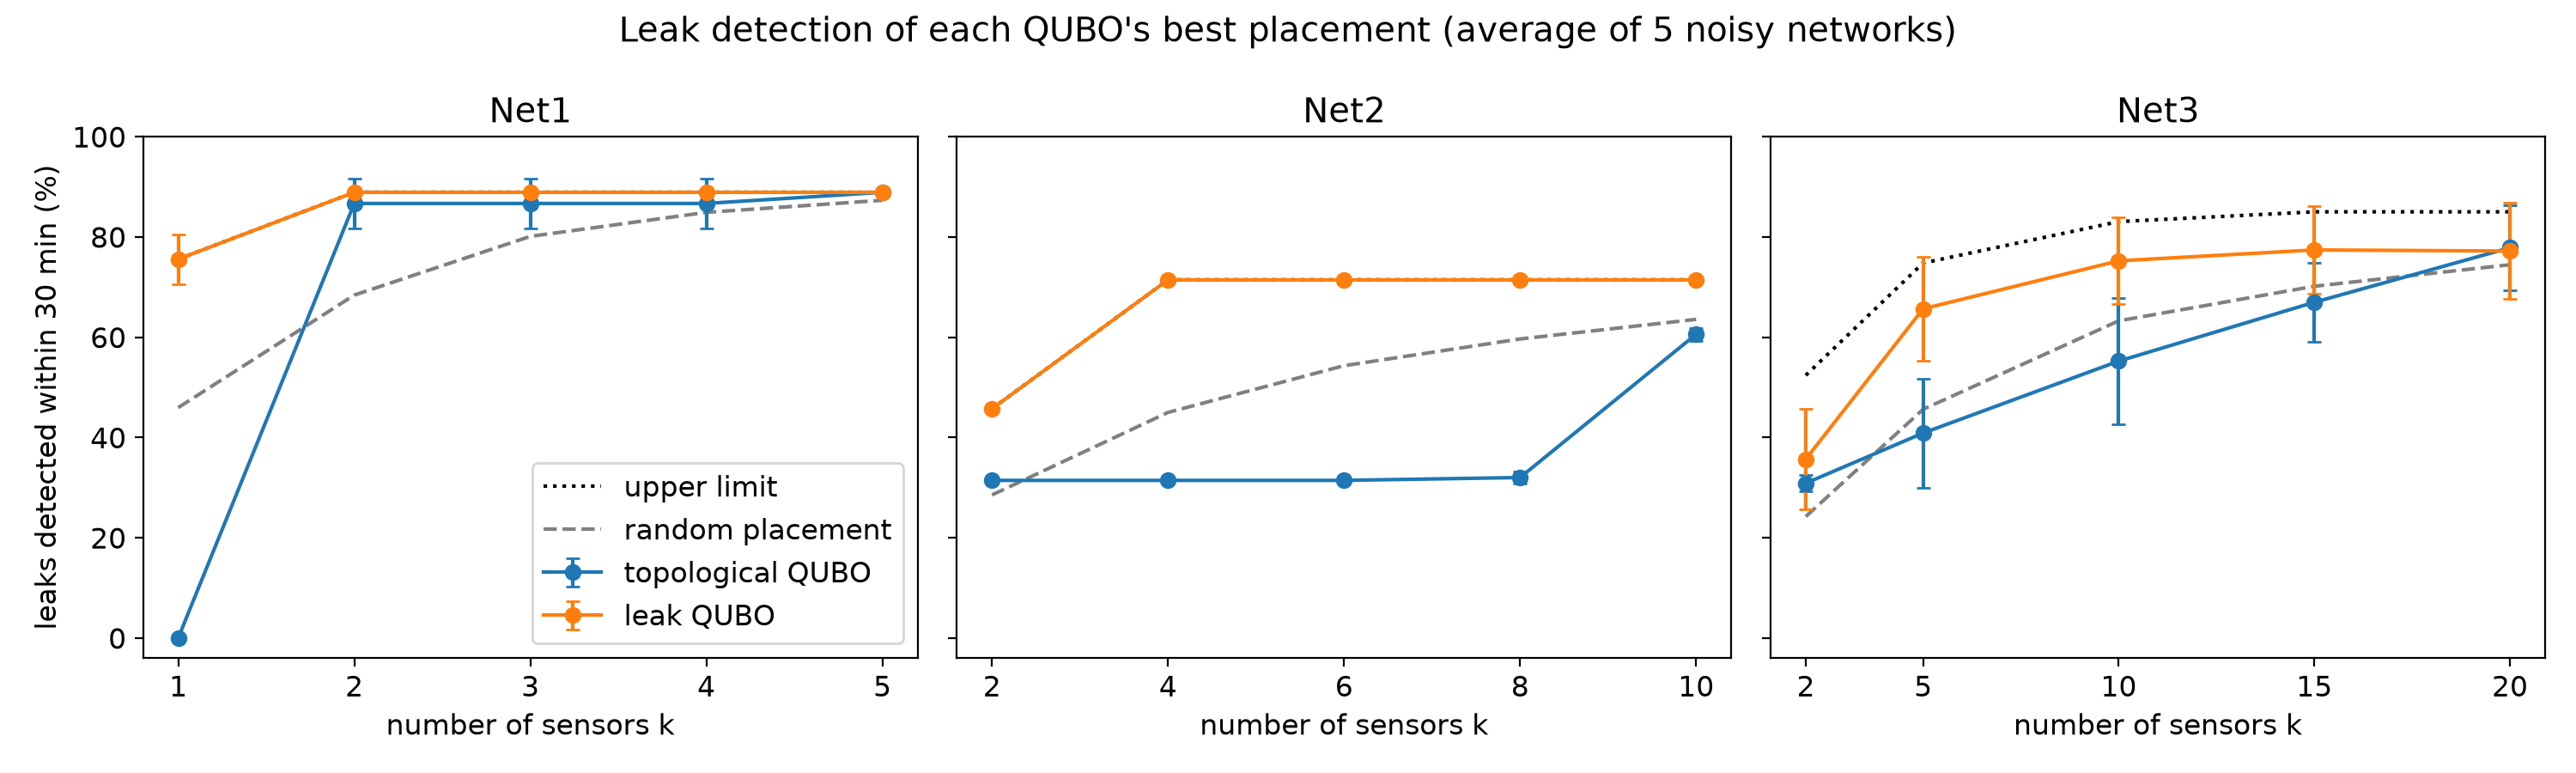 Leak detection of each QUBO's best placement (average of 5 noisy networks)
Net1
Net2
Net3
leaks detected within 30 min (%)
100
80
60
40
20
0
upper limit
random placement
topological QUBO
leak QUBO
1 2 3 4 5
2 4 6 8 10
2 5 10 15 20
number of sensors k
number of sensors k
number of sensors k